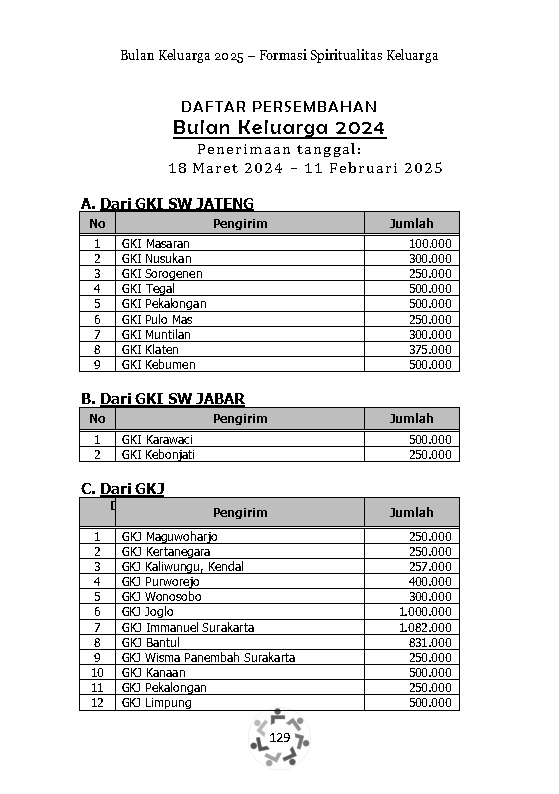 Bulan Keluarga 2025 – Formasi Spiritualitas Keluarga
DAFTAR PERSEMBAHAN
Bulan Keluarga 2024
Penerimaan tanggal:
18 Maret 2024 – 11 Februari 2025
A. Dari GKI SW JATENG
No Pengirim Jumlah
1 GKI Masaran 100.000
2 GKI Nusukan 300.000
3 GKI Sorogenen 250.000
4 GKI Tegal 500.000
5 GKI Pekalongan 500.000
6 GKI Pulo Mas 250.000
7 GKI Muntilan 300.000
8 GKI Klaten 375.000
9 GKI Kebumen 500.000
B. Dari GKI SW JABAR
No Pengirim Jumlah
1 GKI Karawaci 500.000
2 GKI Kebonjati 250.000
C. Dari GKJ
Pengirim Jumlah
1 GKJ Maguwoharjo 250.000
2 GKJ Kertanegara 250.000
3 GKJ Kaliwungu, Kendal 257.000
4 GKJ Purworejo 400.000
5 GKJ Wonosobo 300.000
6 GKJ Joglo 1.000.000
7 GKJ Immanuel Surakarta 1.082.000
8 GKJ Bantul 831.000
9 GKJ Wisma Panembah Surakarta 250.000
10 GKJ Kanaan 500.000
11 GKJ Pekalongan 250.000
12 GKJ Limpung 500.000
129